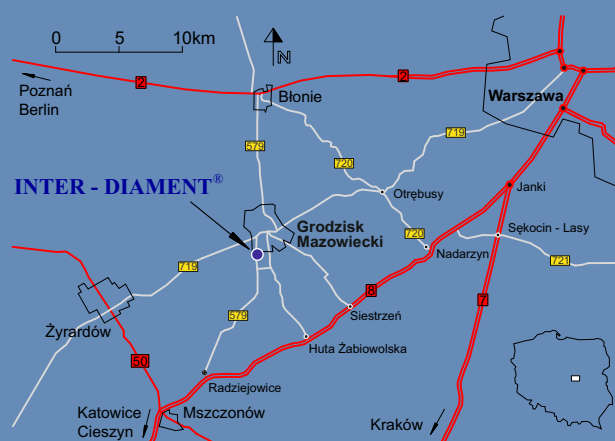 0 5 10km
N
2
2
Poznań
Berlin
Błonie
Warszawa
579
719
720
INTER - DIAMENT®
Otrębusy
Janki
Grodzisk
Mazowiecki
Sękocin - Lasy
720
Nadarzyn
721
719
8
7
Żyrardów
579
Siestrzeń
Huta Żabiowolska
50
Radziejowice
Katowice
Cieszyn
Mszczonów
Kraków